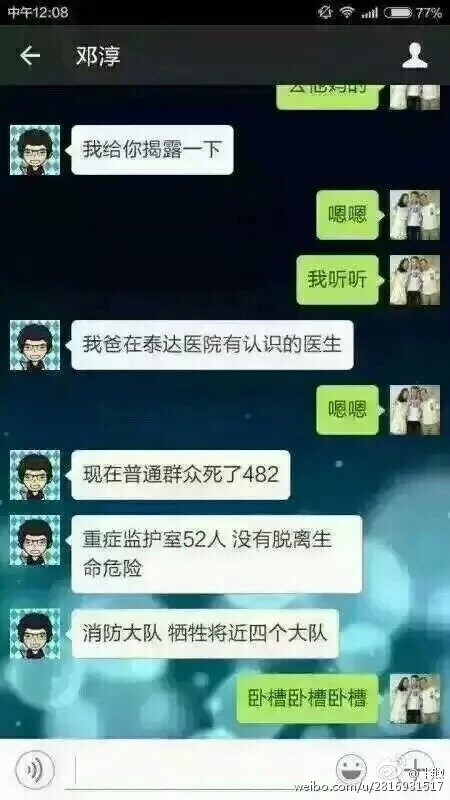 中午12:08
77%
邓淳
我给你揭露一下
嗯嗯
我听听
我爸在泰达医院有认识的医生
嗯嗯
现在普通群众死了482
重症监护室52人 没有脱离生
命危险
消防大队 牺牲将近四个大队
卧槽卧槽卧槽
weibo.com/u/2816931517